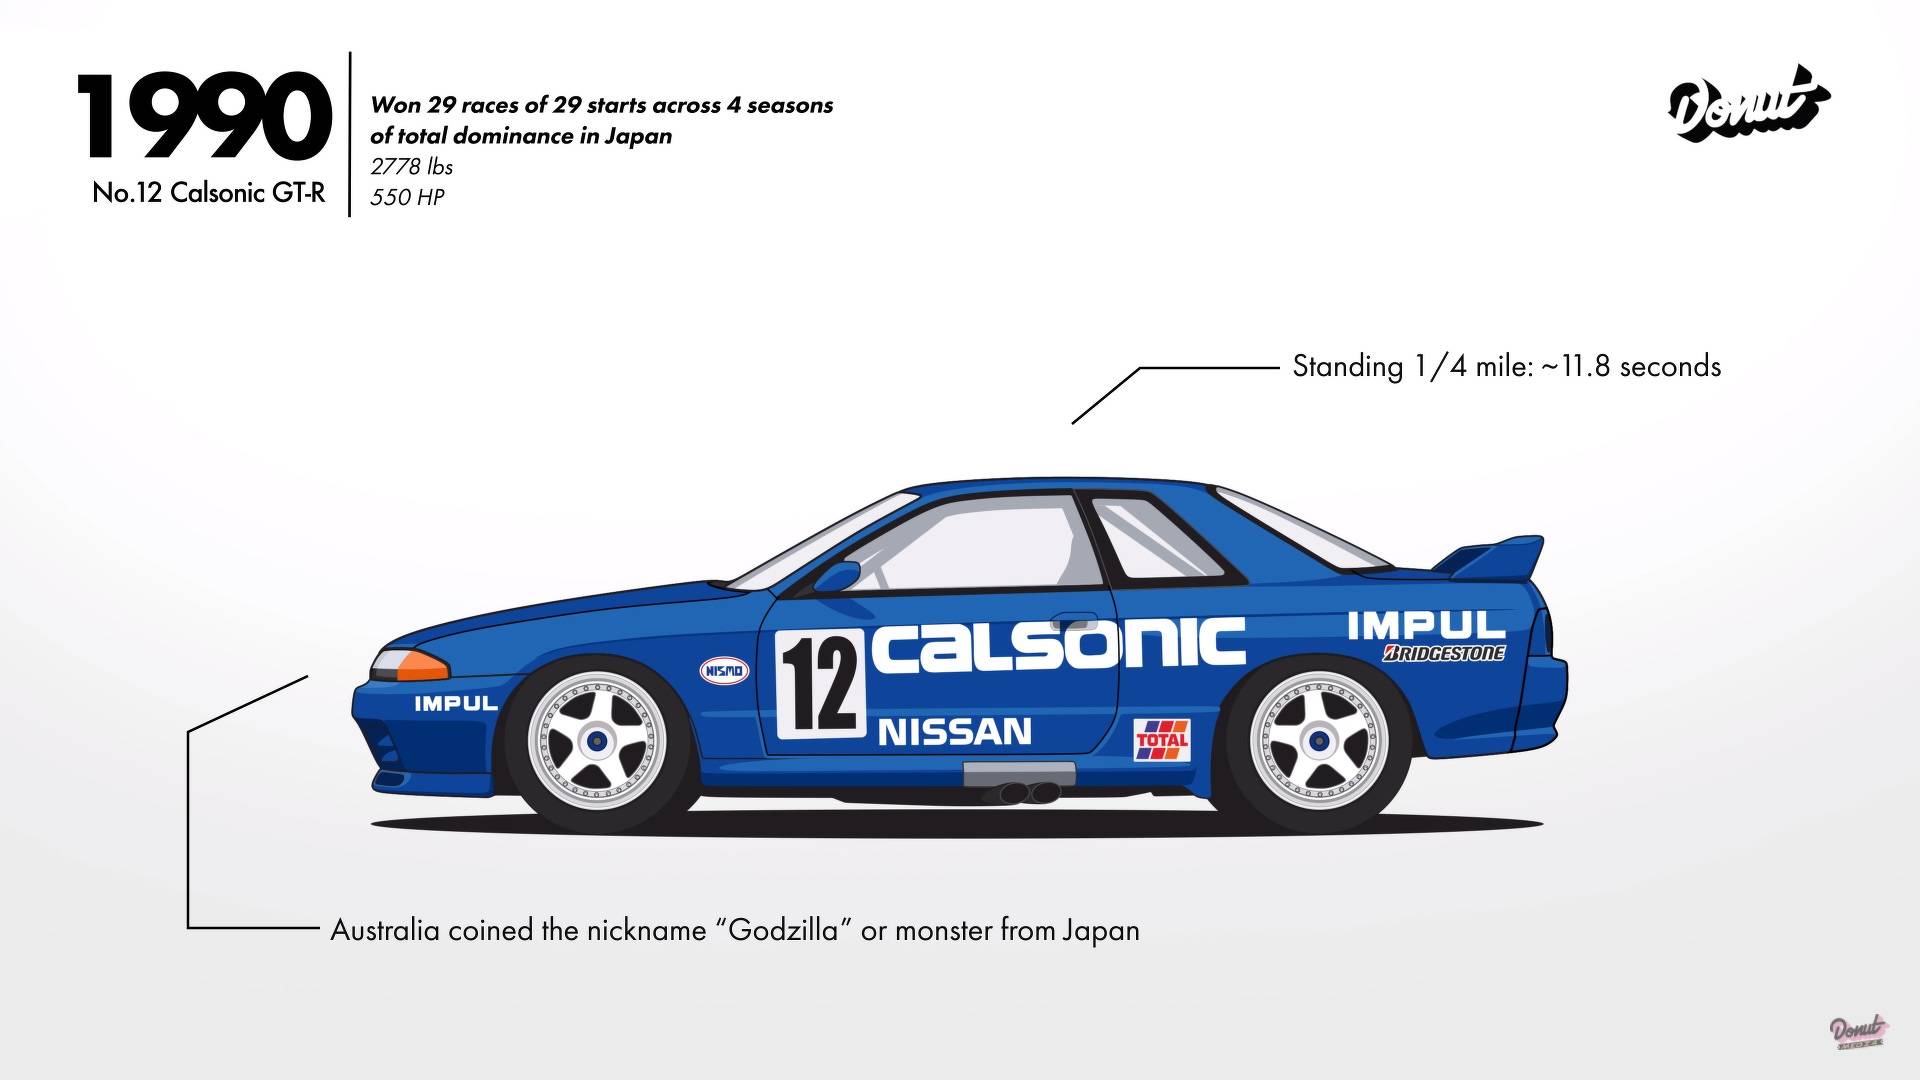 1990
No.12 Calsonic GT-R
Won 29 races of 29 starts across 4 seasons
of total dominance in Japan
2778 lbs
550 HP
Donut
Standing 1/4 mile: ~11.8 seconds
12
CALSONIC
IMPUL
BRIDGESTONE
NISMO
IMPUL
NISSAN
TOTAL
Australia coined the nickname “Godzilla” or monster from Japan
Donut
MEDIA